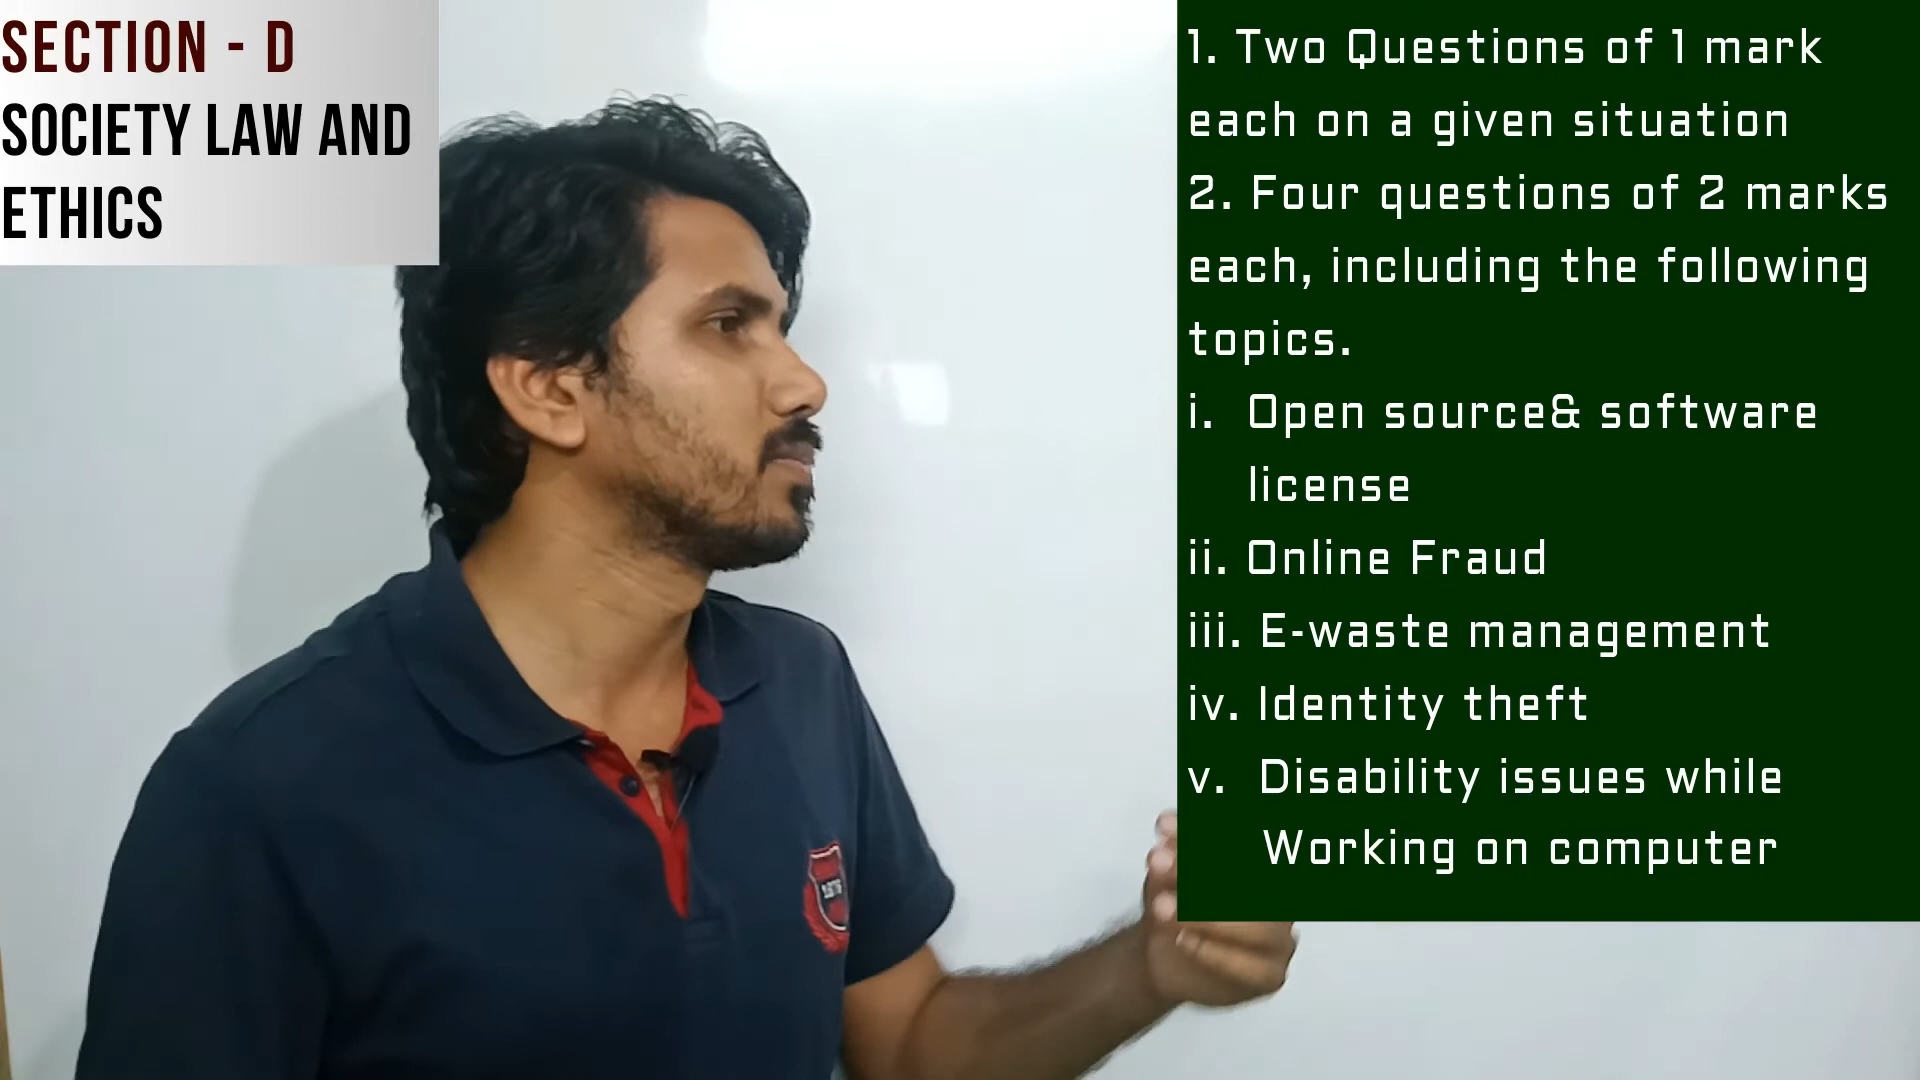 SECTION - D
SOCIETY LAW AND
ETHICS
1. Two Questions of 1 mark
each on a given situation
2. Four questions of 2 marks
each, including the following
topics.
i. Open source& software
license
ii. Online Fraud
iii. E-waste management
iv. Identity theft
v. Disability issues while
Working on computer